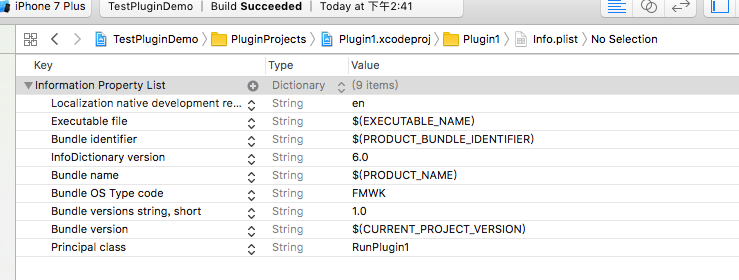 iPhone 7 Plus TestPluginDemo | Build Succeeded | Today at 下午2:41
TestPluginDemo PluginProjects Plugin1.xcodeproj Plugin1 Info.plist No Selection
Key Type Value
Information Property List Dictionary (9 items)
Localization native development re... String en
Executable file String $(EXECUTABLE_NAME)
Bundle identifier String $(PRODUCT_BUNDLE_IDENTIFIER)
InfoDictionary version String 6.0
Bundle name String $(PRODUCT_NAME)
Bundle OS Type code String FMWK
Bundle versions string, short String 1.0
Bundle version String $(CURRENT_PROJECT_VERSION)
Principal class String RunPlugin1